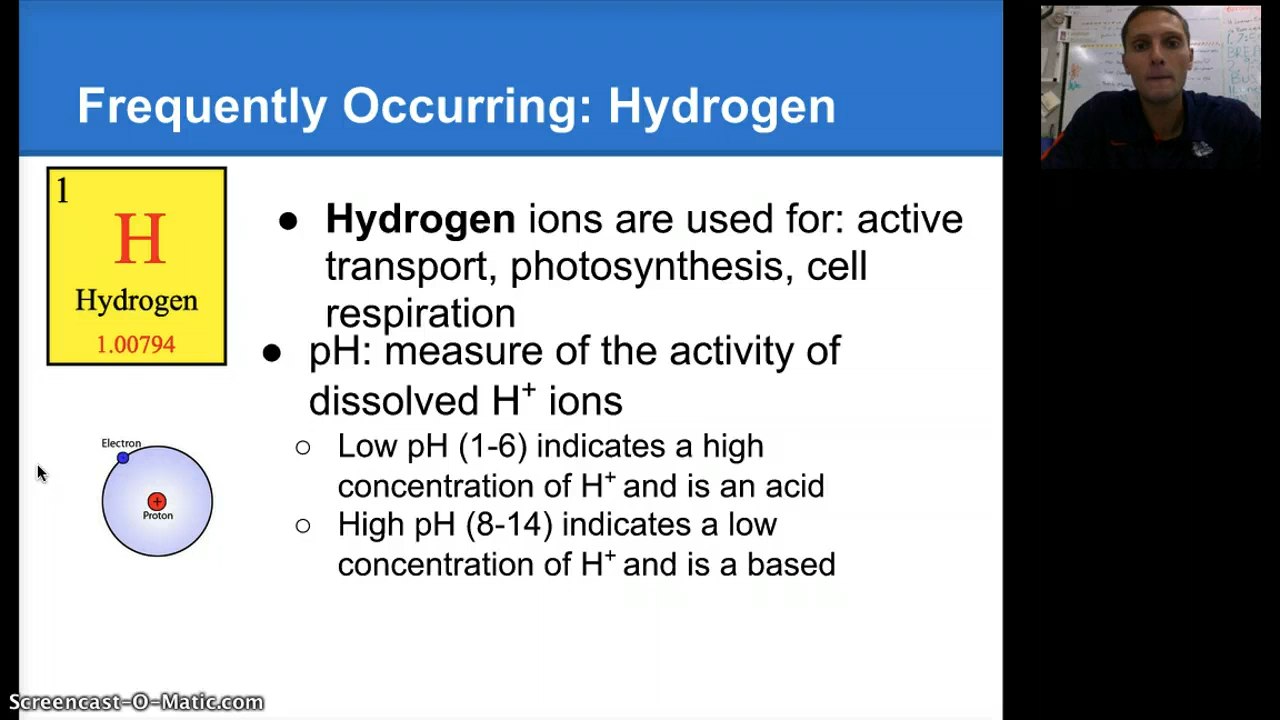 Frequently Occurring: Hydrogen
1
H
Hydrogen
1.00794
● Hydrogen ions are used for: active
transport, photosynthesis, cell
respiration
● pH: measure of the activity of
dissolved H⁺ ions
○ Low pH (1-6) indicates a high
concentration of H⁺ and is an acid
○ High pH (8-14) indicates a low
concentration of H⁺ and is a based
Electron
+
Proton
Screencast-O-Matic.com